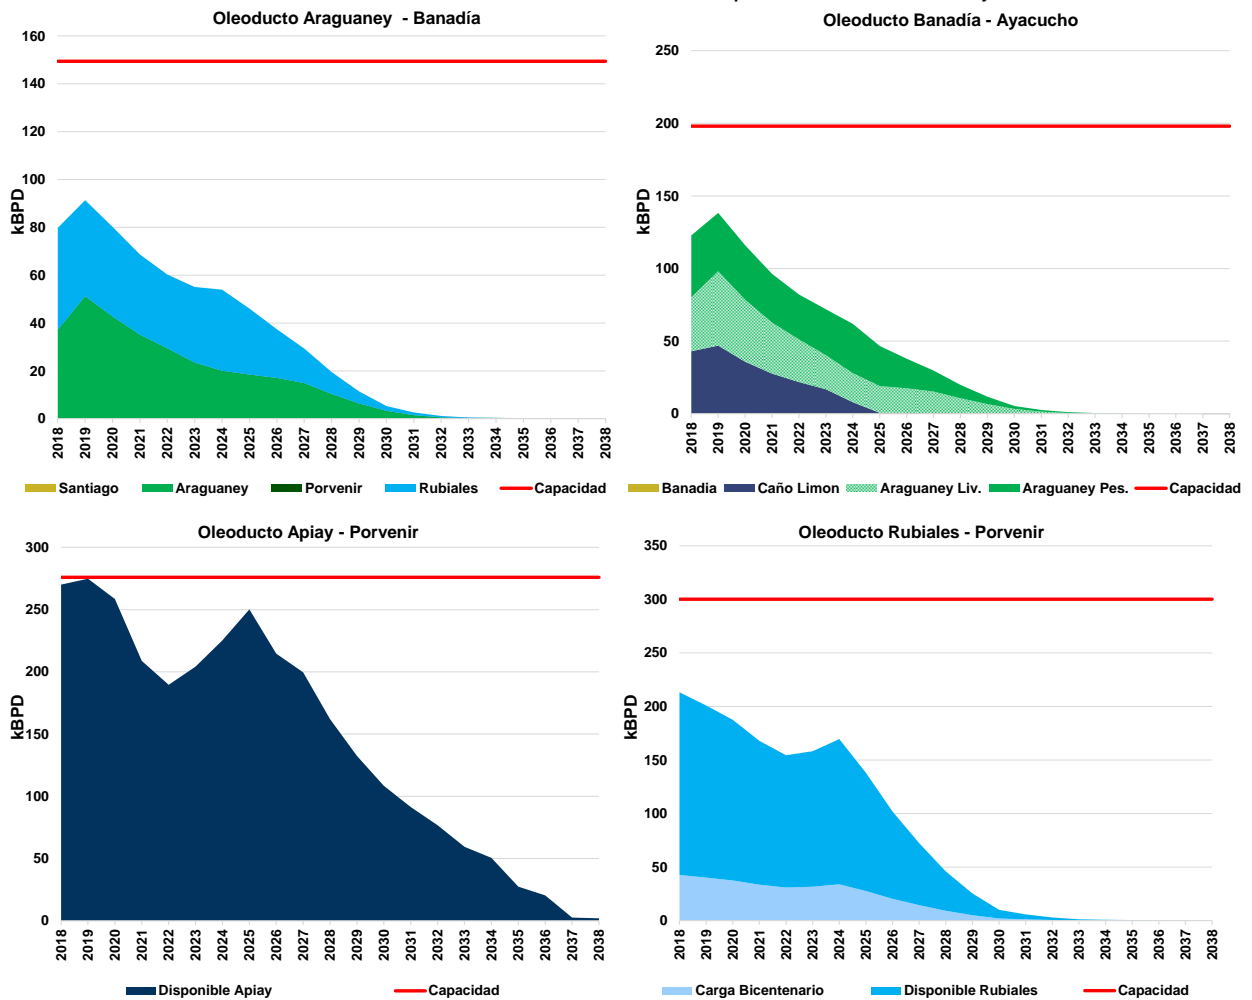 Oleoducto Araguaney - Banadía
160
140
120
100
80
60
40
20
0
kBPD
2018 2019 2020 2021 2022 2023 2024 2025 2026 2027 2028 2029 2030 2031 2032 2033 2034 2035 2036 2037 2038
Santiago Araguaney Porvenir Rubiales Capacidad
Oleoducto Banadía - Ayacucho
250
200
150
100
50
0
kBPD
2018 2019 2020 2021 2022 2023 2024 2025 2026 2027 2028 2029 2030 2031 2032 2033 2034 2035 2036 2037 2038
Banadia Caño Limon Araguaney Liv. Araguaney Pes. Capacidad
Oleoducto Apiay - Porvenir
300
250
200
150
100
50
0
kBPD
2018 2019 2020 2021 2022 2023 2024 2025 2026 2027 2028 2029 2030 2031 2032 2033 2034 2035 2036 2037 2038
Disponible Apiay Capacidad
Oleoducto Rubiales - Porvenir
350
300
250
200
150
100
50
0
kBPD
2018 2019 2020 2021 2022 2023 2024 2025 2026 2027 2028 2029 2030 2031 2032 2033 2034 2035 2036 2037 2038
Carga Bicentenario Disponible Rubiales Capacidad